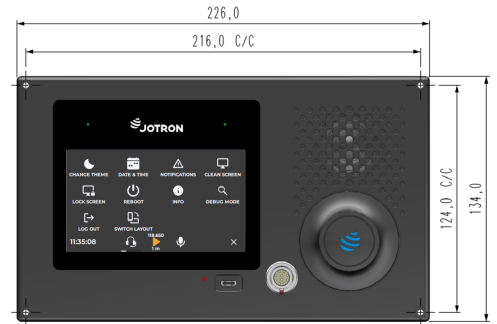 226,0
216,0 C/C
JOTRON
CHANGE THEME DATE & TIME NOTIFICATIONS CLEAN SCREEN
LOCK SCREEN REBOOT INFO DEBUG MODE
LOG OUT SWITCH LAYOUT
118.650
11:35:08
1 m
124,0 C/C
134,0